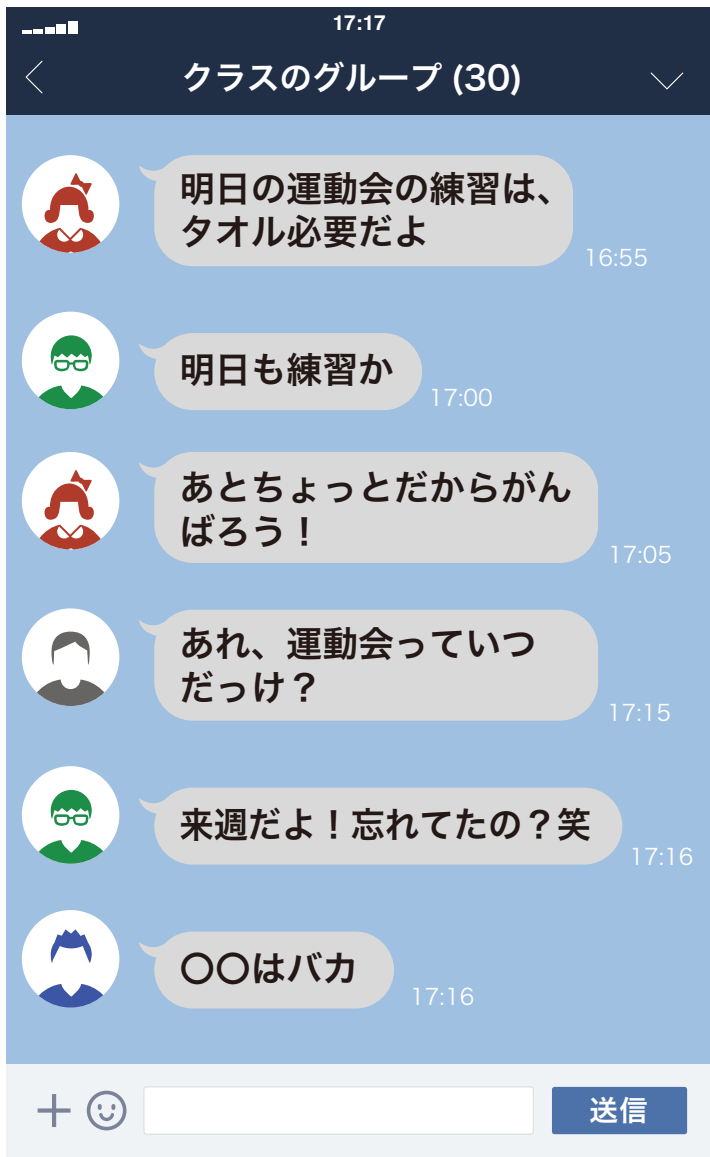 17:17
クラスのグループ (30)
明日の運動会の練習は、
タオル必要だよ
16:55
明日も練習か
17:00
あとちょっとだからがん
ばろう！
17:05
あれ、運動会っていつ
だっけ？
17:15
来週だよ！忘れてたの？笑
17:16
〇〇はバカ
17:16
送信